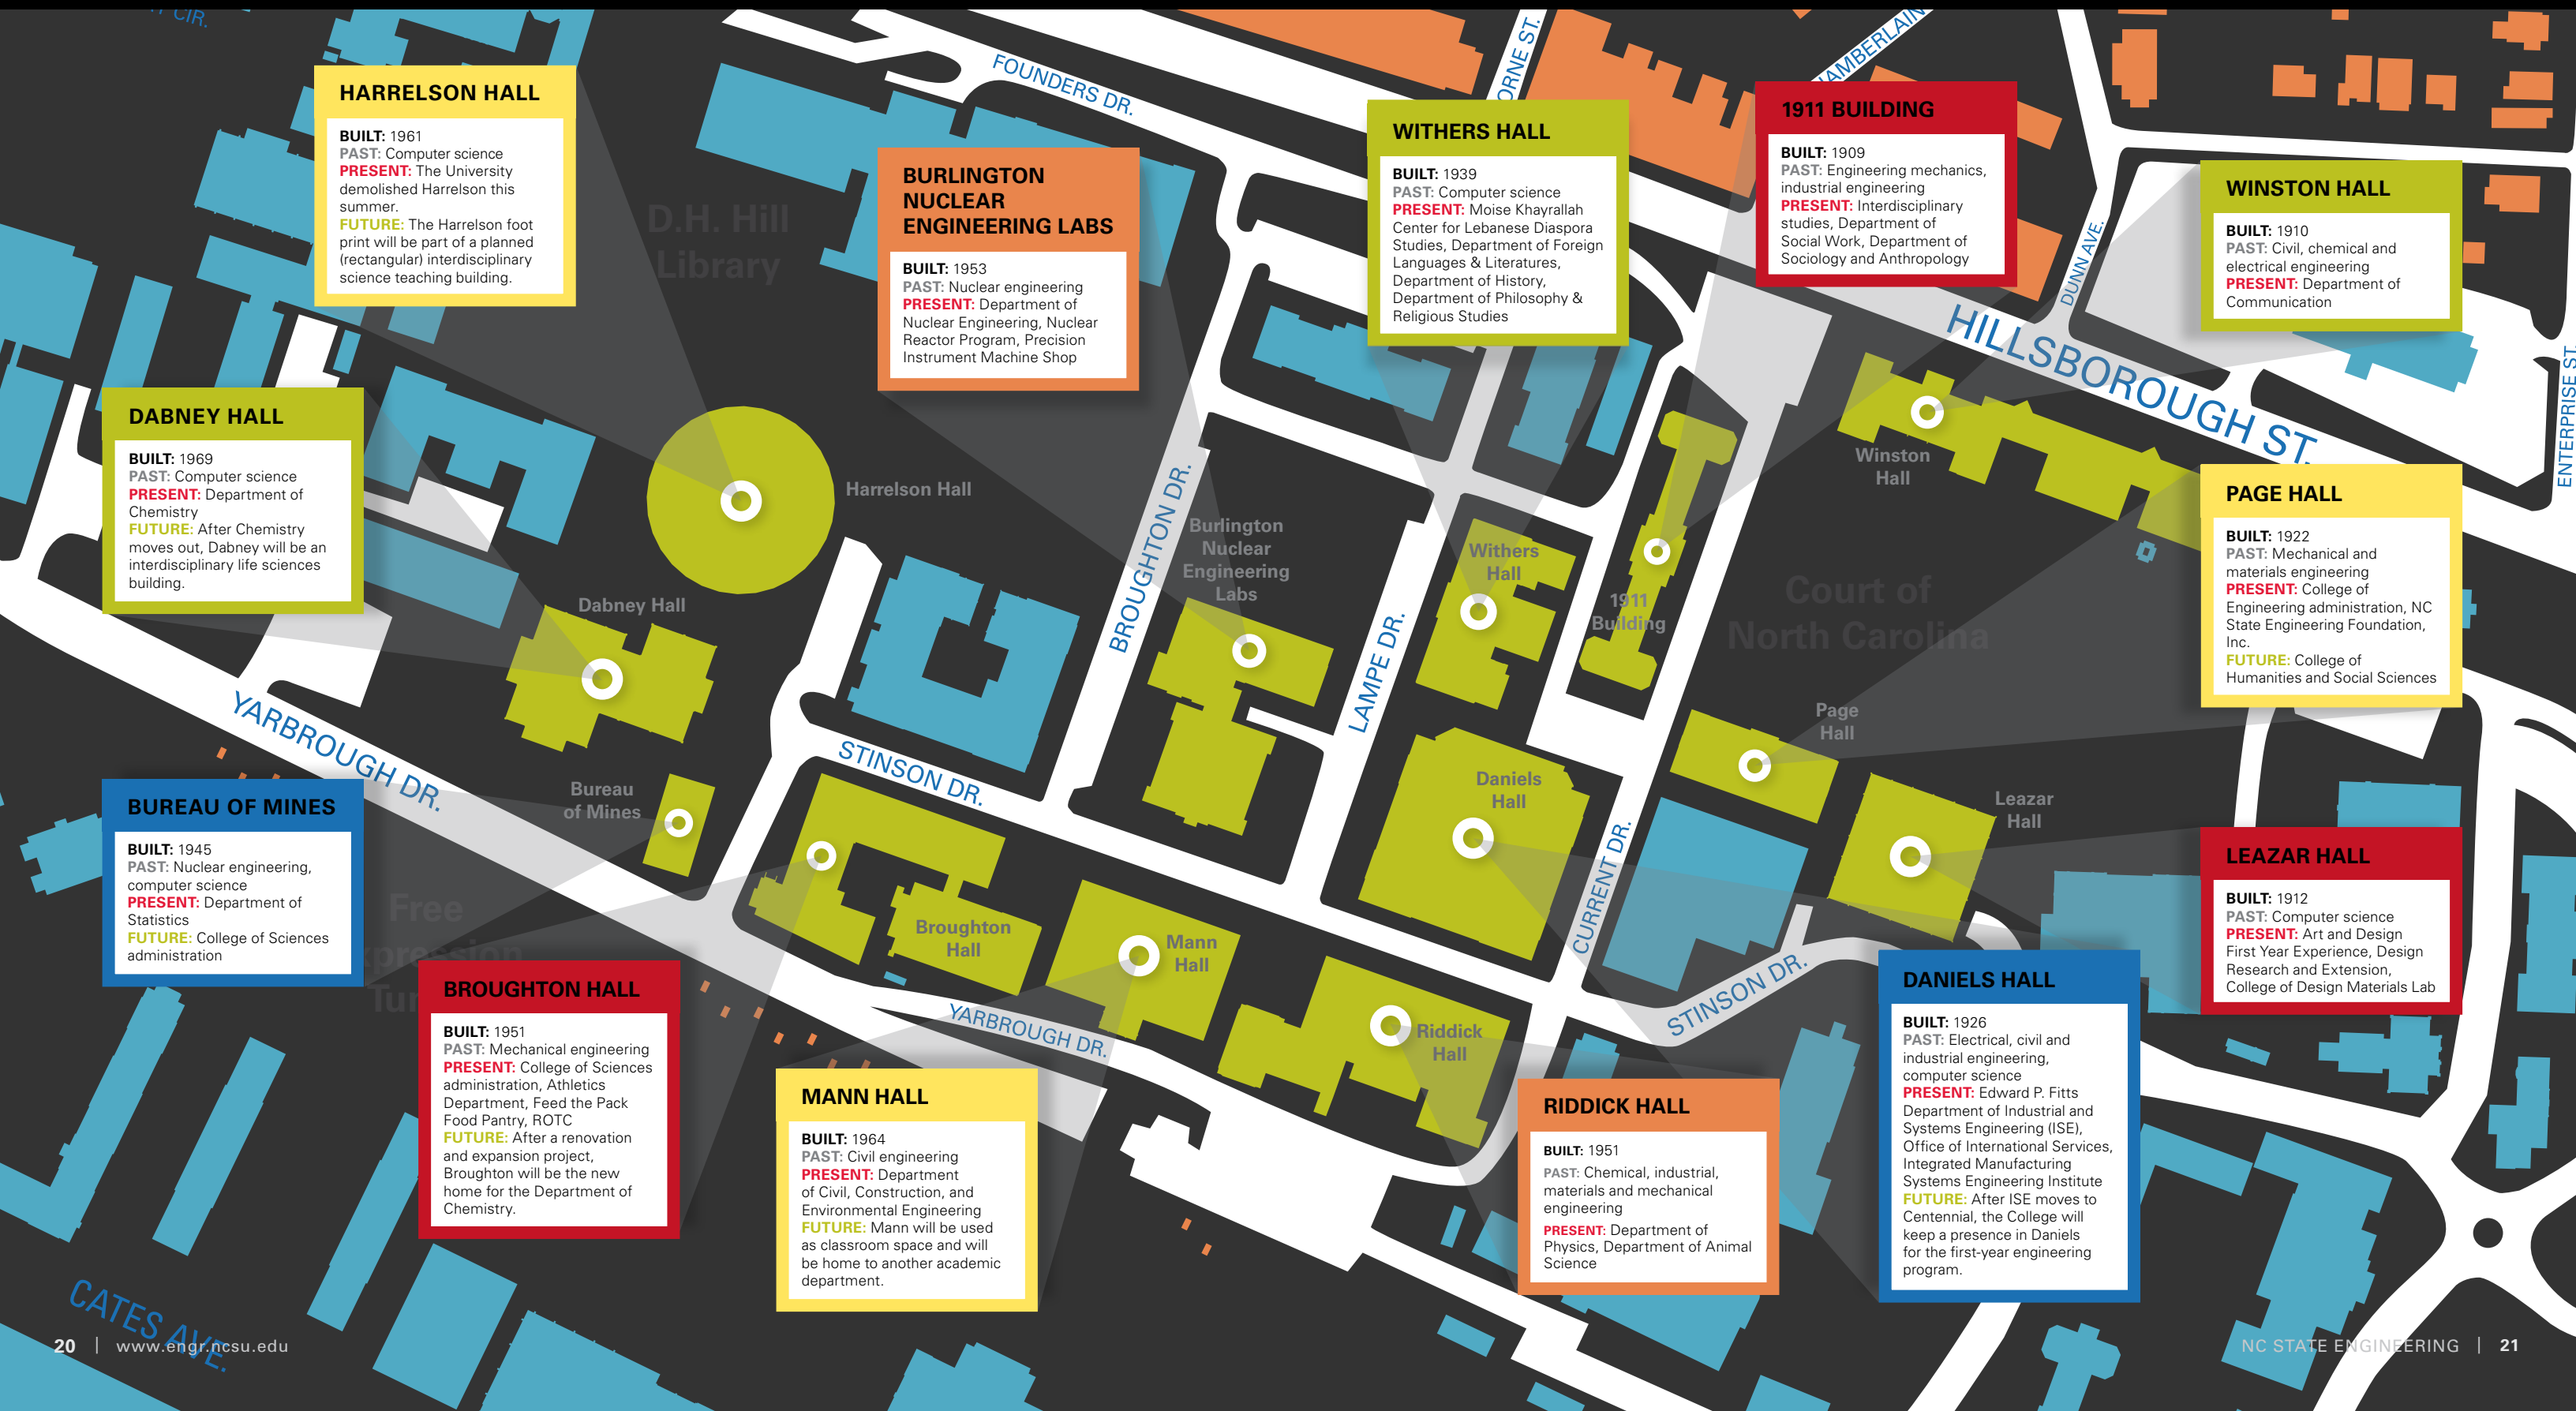 HARRELSON HALL
BUILT: 1961
PAST: Computer science
PRESENT: The University
demolished Harrelson this
summer.
FUTURE: The Harrelson foot
print will be part of a planned
(rectangular) interdisciplinary
science teaching building.
FOUNDERS DR.
D.H. Hill
Library
BURLINGTON
NUCLEAR
ENGINEERING LABS
BUILT: 1953
PAST: Nuclear engineering
PRESENT: Department of
Nuclear Engineering, Nuclear
Reactor Program, Precision
Instrument Machine Shop
WITHERS HALL
BUILT: 1939
PAST: Computer science
PRESENT: Moise Khayrallah
Center for Lebanese Diaspora
Studies, Department of Foreign
Languages & Literatures,
Department of History,
Department of Philosophy &
Religious Studies
1911 BUILDING
BUILT: 1909
PAST: Engineering mechanics,
industrial engineering
PRESENT: Interdisciplinary
studies, Department of
Social Work, Department of
Sociology and Anthropology
WINSTON HALL
BUILT: 1910
PAST: Civil, chemical and
electrical engineering
PRESENT: Department of
Communication
DUNN AVE.
HILLSBOROUGH ST.
ENTERPRISE ST.
CIR.
ORNE ST.
AMBERLAIN
DABNEY HALL
BUILT: 1969
PAST: Computer science
PRESENT: Department of
Chemistry
FUTURE: After Chemistry
moves out, Dabney will be an
interdisciplinary life sciences
building.
Harrelson Hall
Dabney Hall
BROUGHTON DR.
Burlington
Nuclear
Engineering
Labs
Withers
Hall
1911
Building
Winston
Hall
Court of
North Carolina
PAGE HALL
BUILT: 1922
PAST: Mechanical and
materials engineering
PRESENT: College of
Engineering administration, NC
State Engineering Foundation,
Inc.
FUTURE: College of
Humanities and Social Sciences
LAMPE DR.
Page
Hall
YARBROUGH DR.
STINSON DR.
Bureau
of Mines
Daniels
Hall
Leazar
Hall
CURRENT DR.
BUREAU OF MINES
BUILT: 1945
PAST: Nuclear engineering,
computer science
PRESENT: Department of
Statistics
FUTURE: College of Sciences
administration
Free
xpression
Tun
BROUGHTON HALL
BUILT: 1951
PAST: Mechanical engineering
PRESENT: College of Sciences
administration, Athletics
Department, Feed the Pack
Food Pantry, ROTC
FUTURE: After a renovation
and expansion project,
Broughton will be the new
home for the Department of
Chemistry.
Broughton
Hall
Mann
Hall
YARBROUGH DR.
Riddick
Hall
STINSON DR.
LEAZAR HALL
BUILT: 1912
PAST: Computer science
PRESENT: Art and Design
First Year Experience, Design
Research and Extension,
College of Design Materials Lab
MANN HALL
BUILT: 1964
PAST: Civil engineering
PRESENT: Department
of Civil, Construction, and
Environmental Engineering
FUTURE: Mann will be used
as classroom space and will
be home to another academic
department.
RIDDICK HALL
BUILT: 1951
PAST: Chemical, industrial,
materials and mechanical
engineering
PRESENT: Department of
Physics, Department of Animal
Science
DANIELS HALL
BUILT: 1926
PAST: Electrical, civil and
industrial engineering,
computer science
PRESENT: Edward P. Fitts
Department of Industrial and
Systems Engineering (ISE),
Office of International Services,
Integrated Manufacturing
Systems Engineering Institute
FUTURE: After ISE moves to
Centennial, the College will
keep a presence in Daniels
for the first-year engineering
program.
CATES AVE.
20 | www.engr.ncsu.edu
NC STATE ENGINEERING | 21